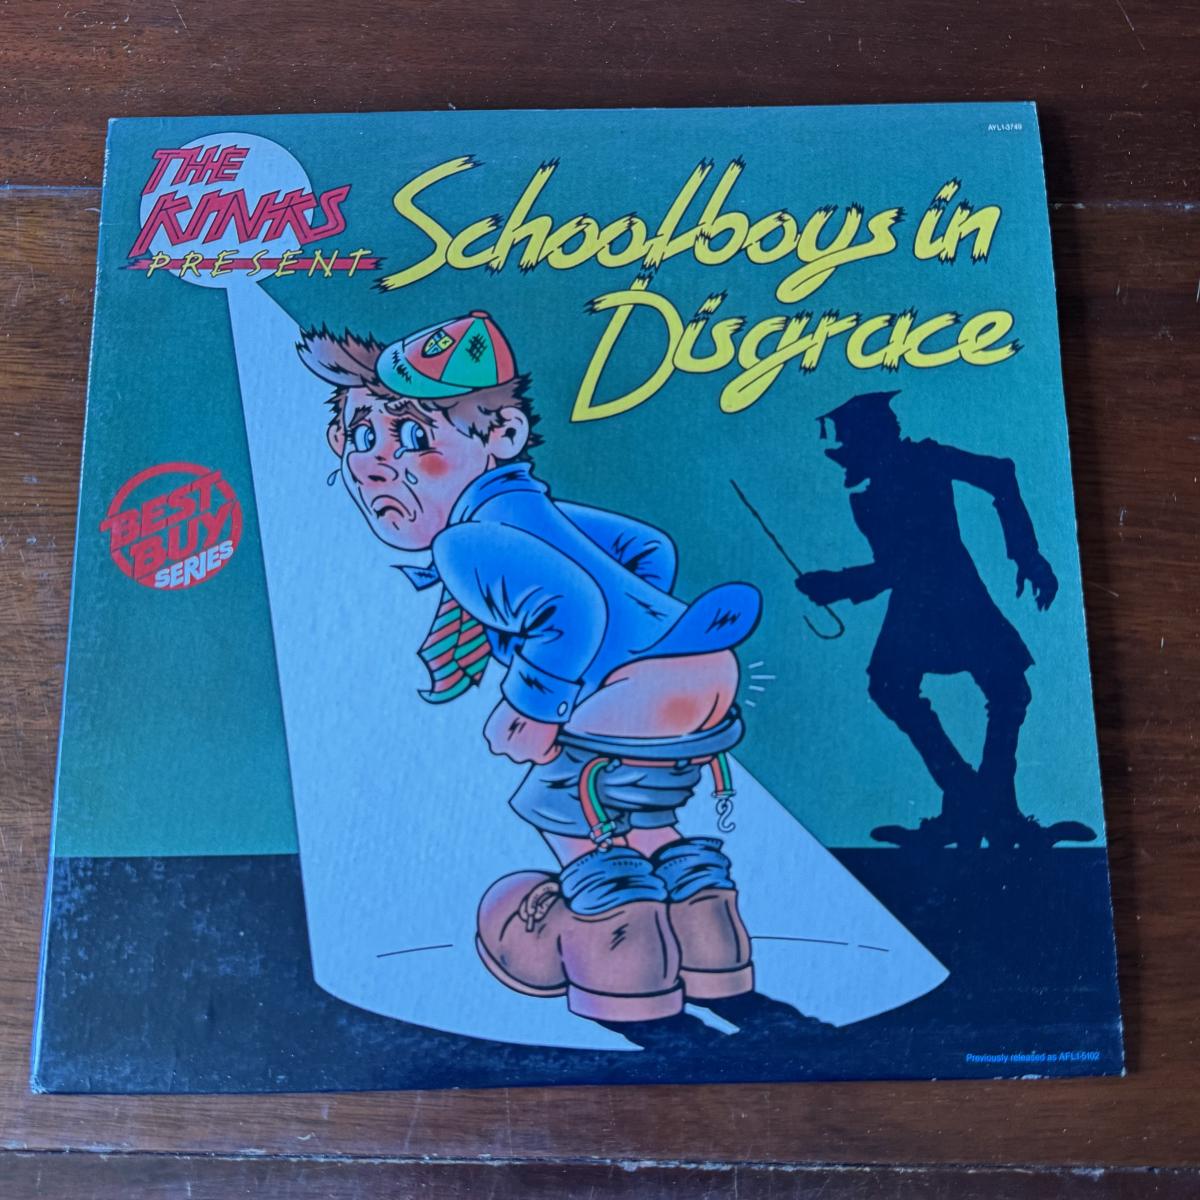 AYL1-3749
THE
KINKS
PRESENT
Schoolboys in
Disgrace
BEST
BUY
SERIES
Previously released as AFL1-5102